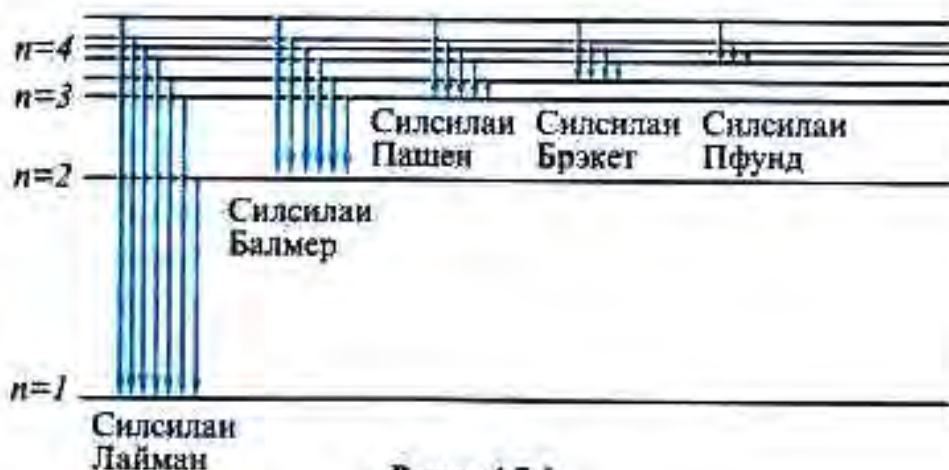 n=4
n=3
Силсилаи Пашен
Силсилаи Брэкет
Силсилаи Пфунд
n=2
Силсилаи Балмер
n=1
Силсилаи Лайман